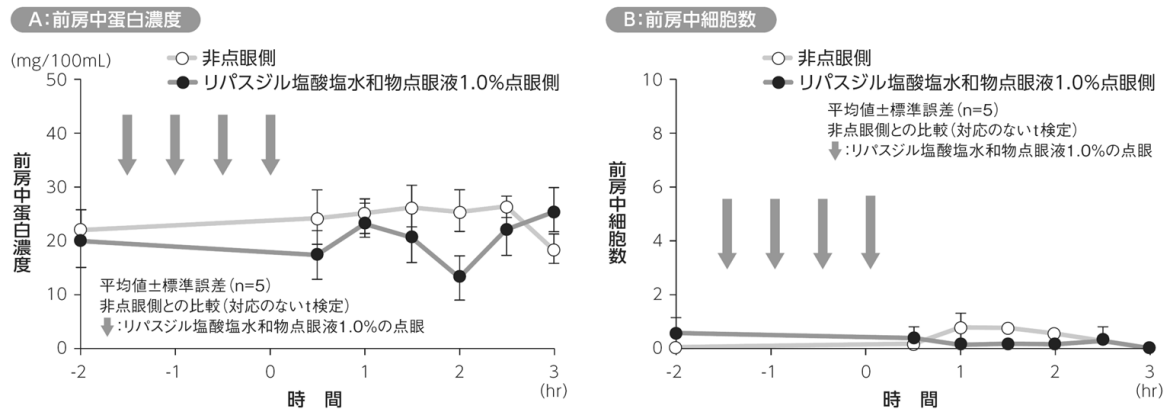 A:前房中蛋白濃度
(mg/100mL)
非点眼側
リパスジル塩酸塩水和物点眼液1.0%点眼側
50
40
30
20
10
0
前房中蛋白濃度
平均値±標準誤差(n=5)
非点眼側との比較(対応のないt検定)
:リパスジル塩酸塩水和物点眼液1.0%の点眼
-2
-1
0
1
2
3
(hr)
時 間
B:前房中細胞数
非点眼側
リパスジル塩酸塩水和物点眼液1.0%点眼側
平均値±標準誤差(n=5)
非点眼側との比較(対応のないt検定)
:リパスジル塩酸塩水和物点眼液1.0%の点眼
10
8
6
4
2
0
前房中細胞数
-2
-1
0
1
2
3
(hr)
時 間